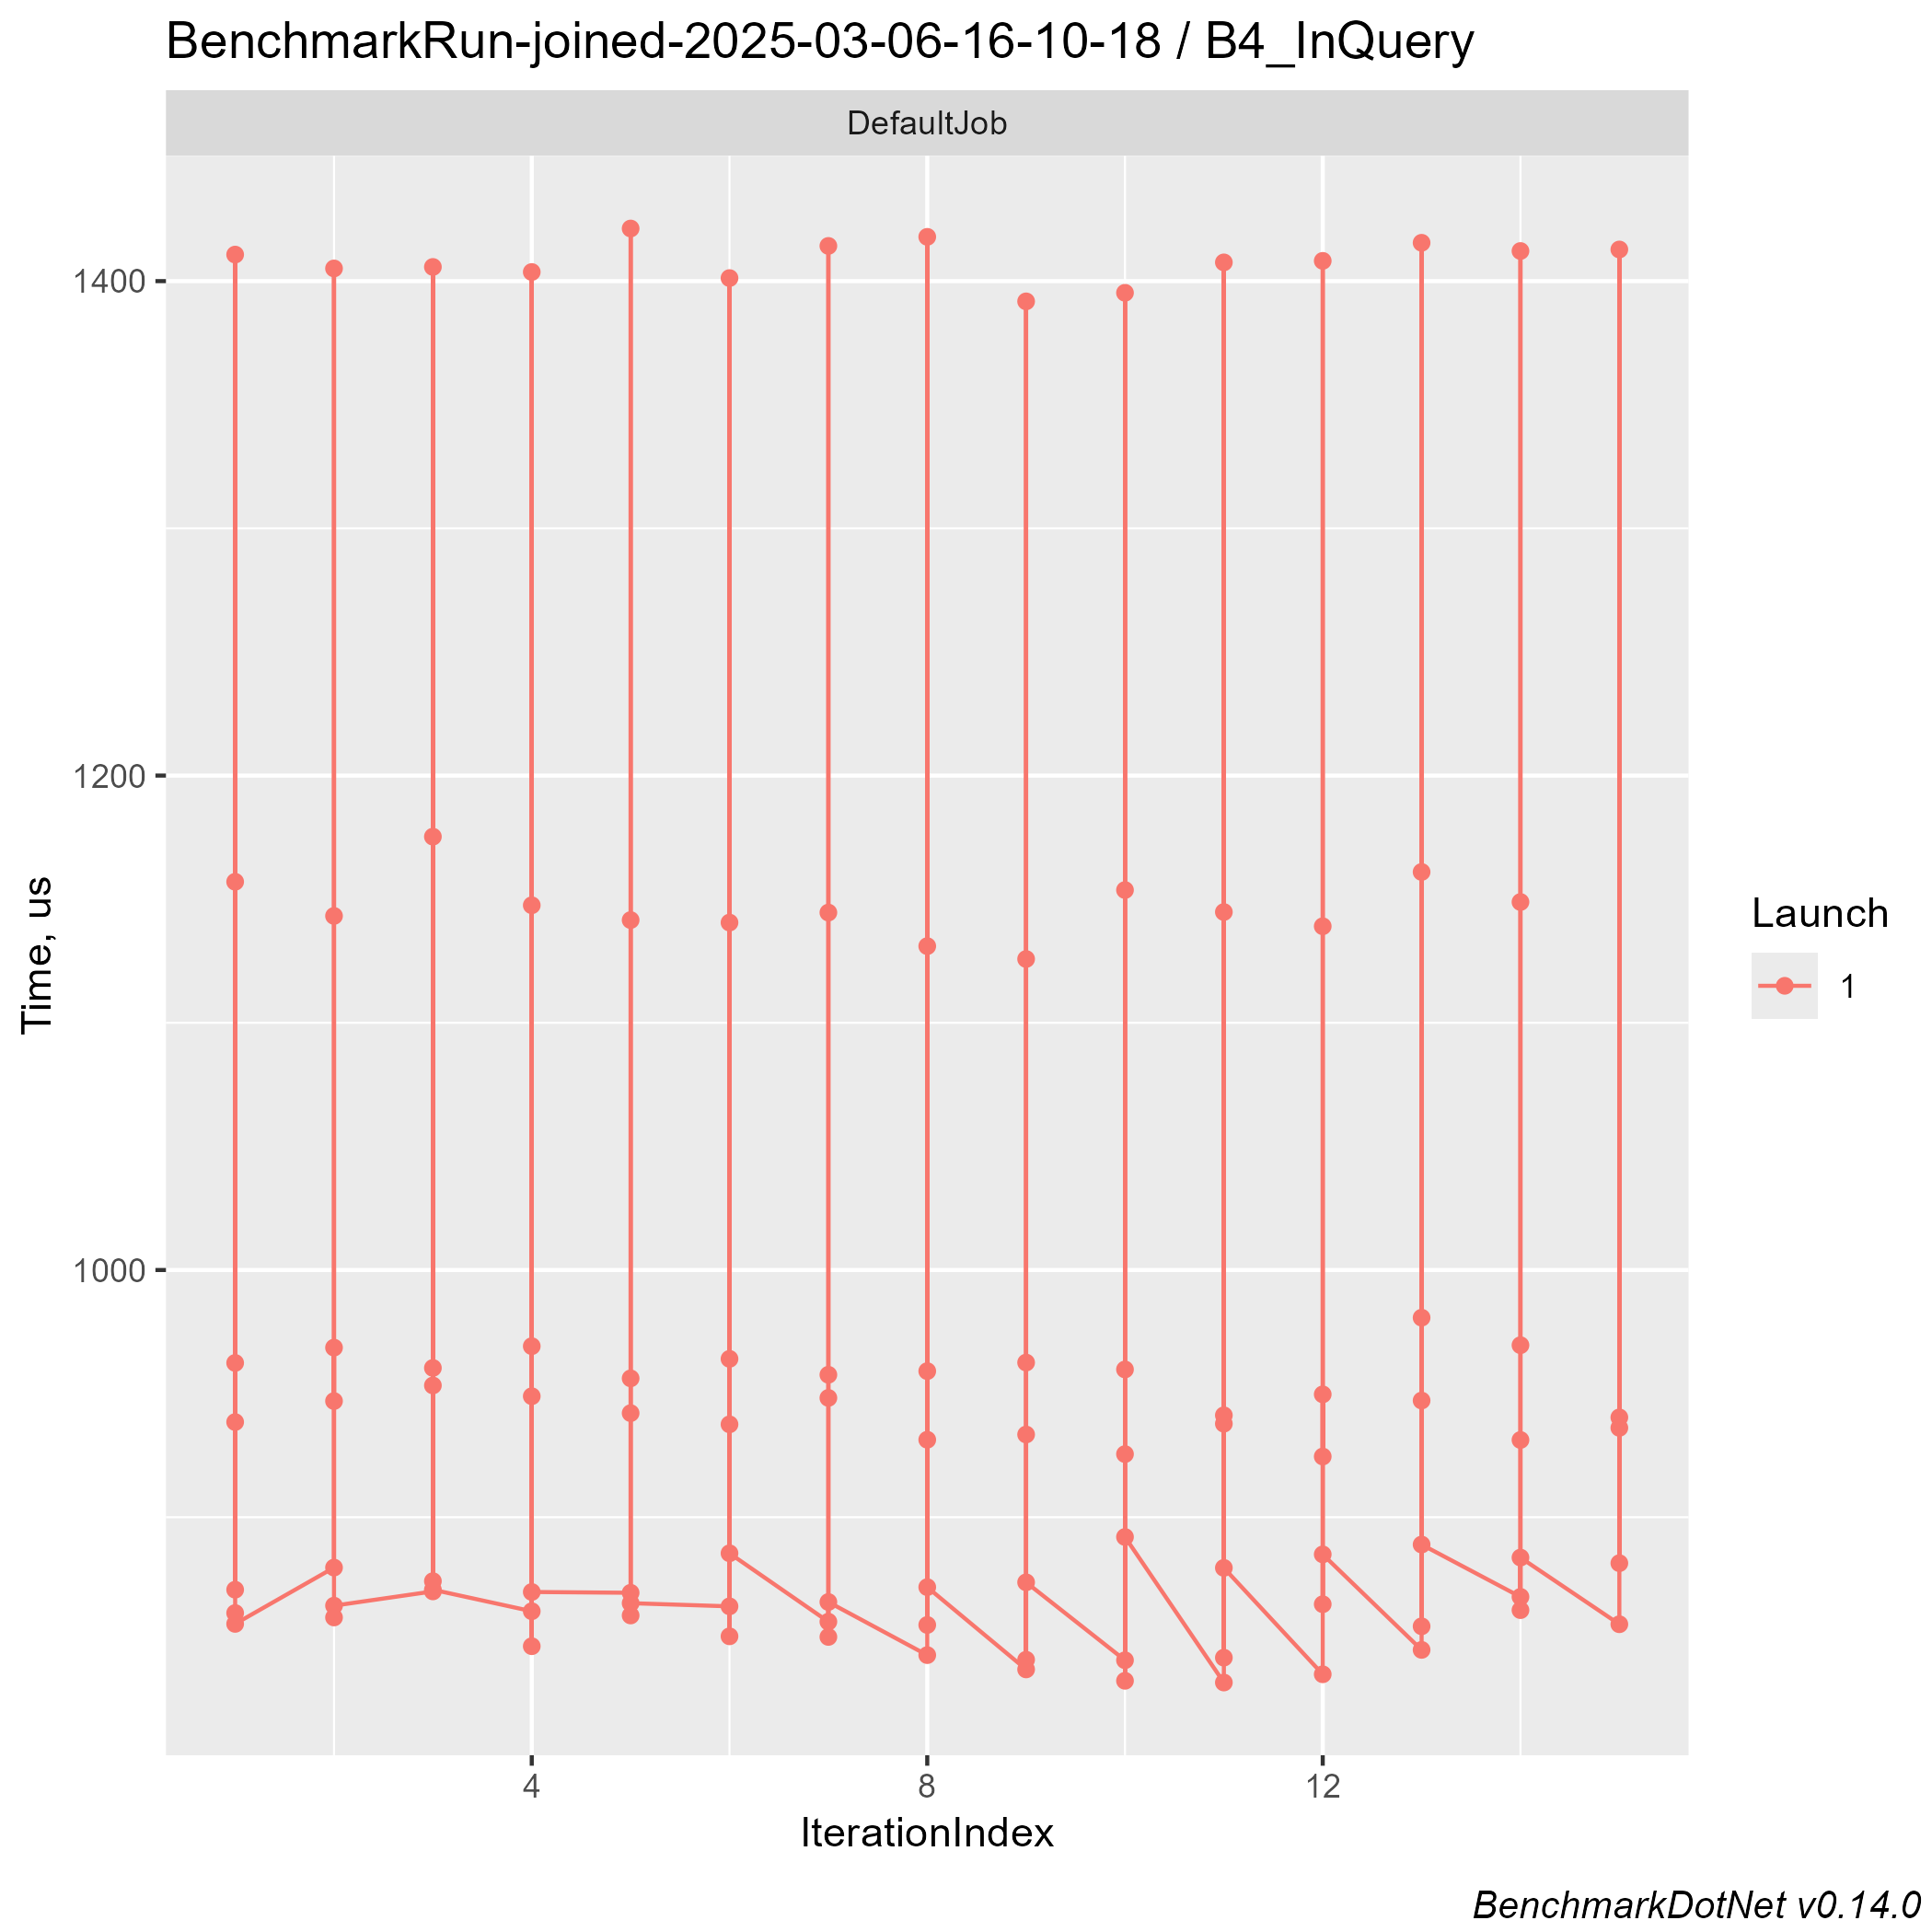 BenchmarkRun-joined-2025-03-06-16-10-18 / B4_InQuery
DefaultJob
1400
1200
1000
Time, us
4
8
12
IterationIndex
Launch
1
BenchmarkDotNet v0.14.0